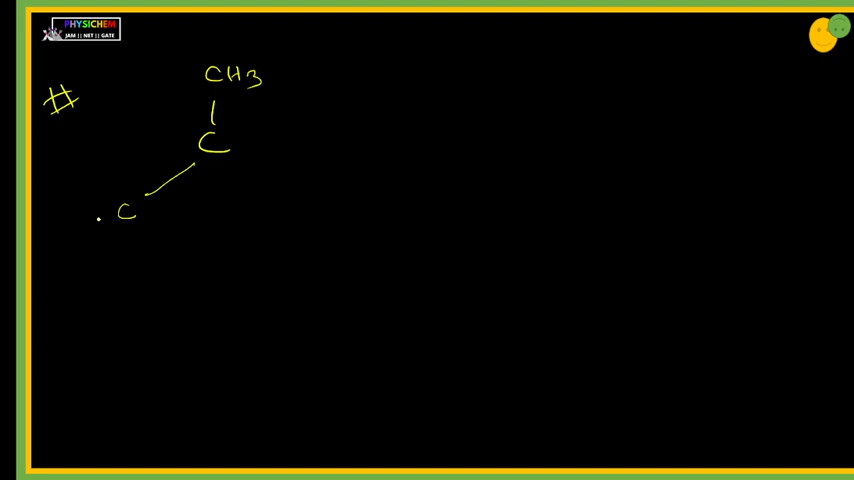 PHYSICHEM
JAM || NET || GATE
#
CH3
C
C